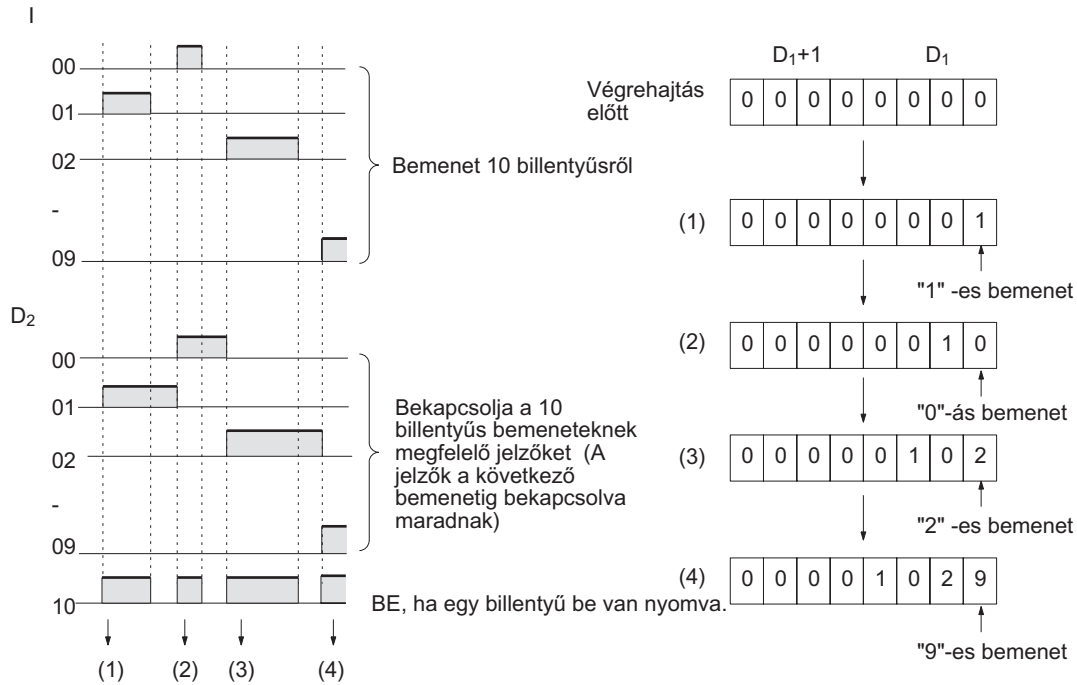 I
00
01
02
-
09
Bemenet 10 billentyűsről
D2
00
01
02
-
09
10
Bekapcsolja a 10
billentyűs bemeneteknek
megfelelő jelzőket (A
jelzők a következő
bemenetig bekapcsolva
maradnak)
BE, ha egy billentyű be van nyomva.
(1) (2) (3) (4)
D1+1 D1
Végrehajtás
előtt
0 0 0 0 0 0 0 0
(1) 0 0 0 0 0 0 0 1
"1" -es bemenet
(2) 0 0 0 0 0 0 1 0
"0"-ás bemenet
(3) 0 0 0 0 0 1 0 2
"2" -es bemenet
(4) 0 0 0 0 1 0 2 9
"9"-es bemenet